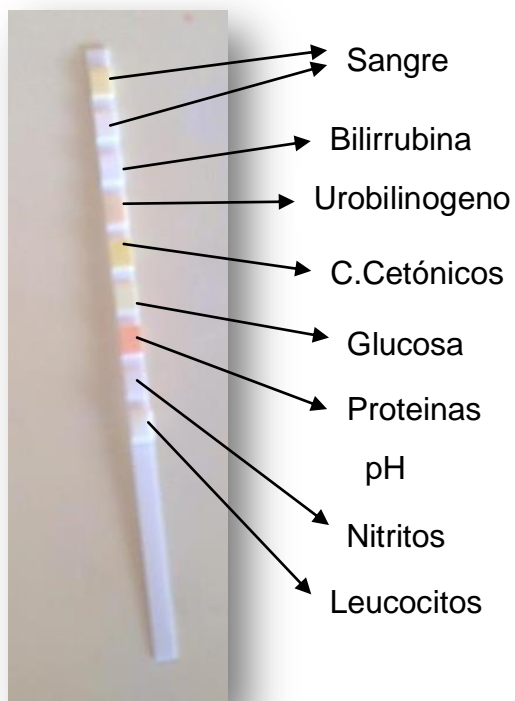 Sangre
Bilirrubina
Urobilinogeno
C.Cetónicos
Glucosa
Proteinas
pH
Nitritos
Leucocitos